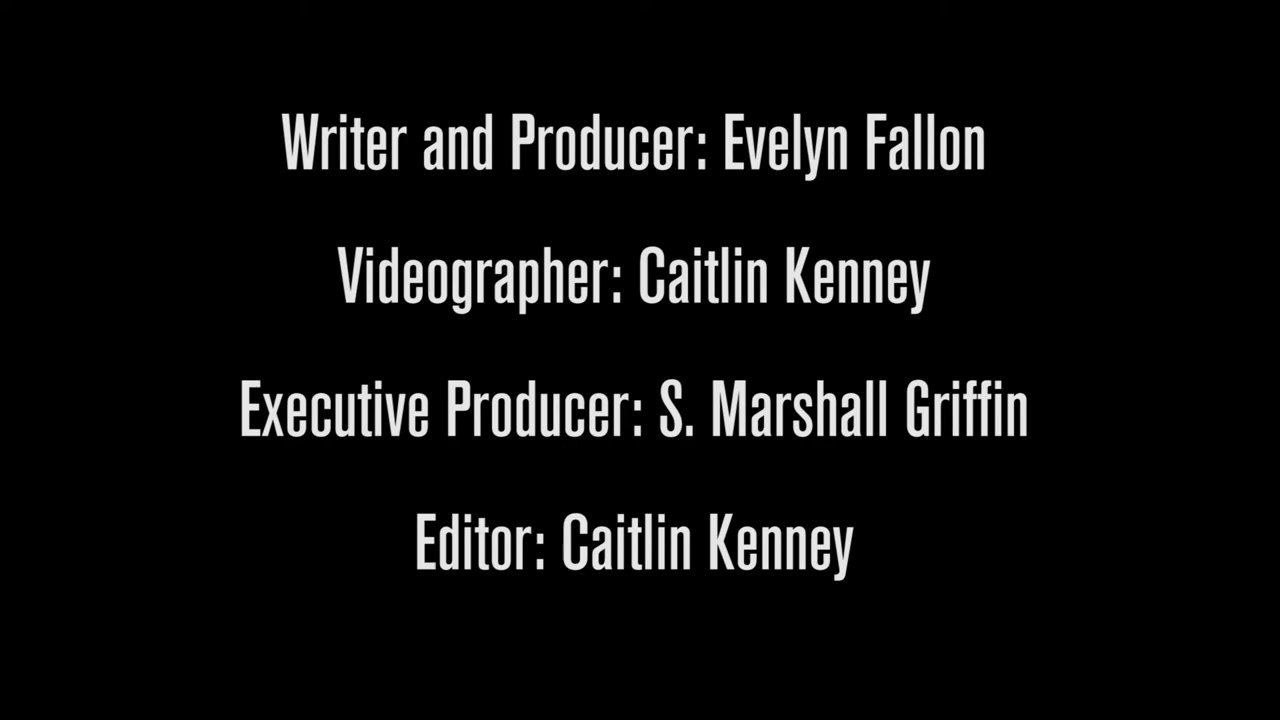 Writer and Producer: Evelyn Fallon
Videographer: Caitlin Kenney
Executive Producer: S. Marshall Griffin
Editor: Caitlin Kenney